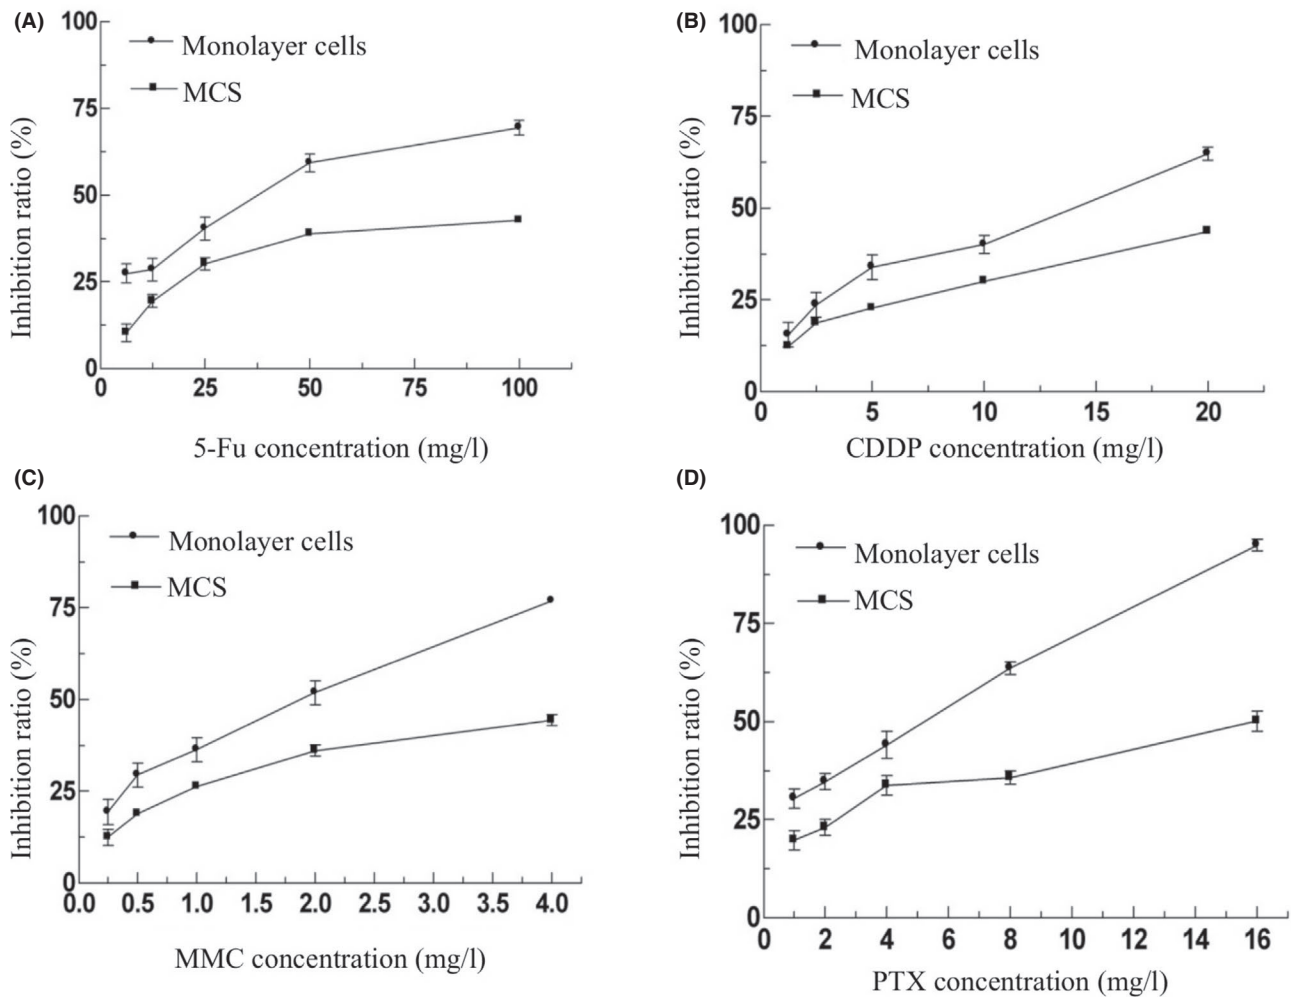 (A)
100
75
50
25
0
Inhibition ratio (%)
Monolayer cells
MCS
0 25 50 75 100
5-Fu concentration (mg/l)
(B)
100
75
50
25
0
Inhibition ratio (%)
Monolayer cells
MCS
0 5 10 15 20
CDDP concentration (mg/l)
(C)
100
75
50
25
0
Inhibition ratio (%)
Monolayer cells
MCS
0.0 0.5 1.0 1.5 2.0 2.5 3.0 3.5 4.0
MMC concentration (mg/l)
(D)
100
75
50
25
0
Inhibition ratio (%)
Monolayer cells
MCS
0 2 4 6 8 10 12 14 16
PTX concentration (mg/l)